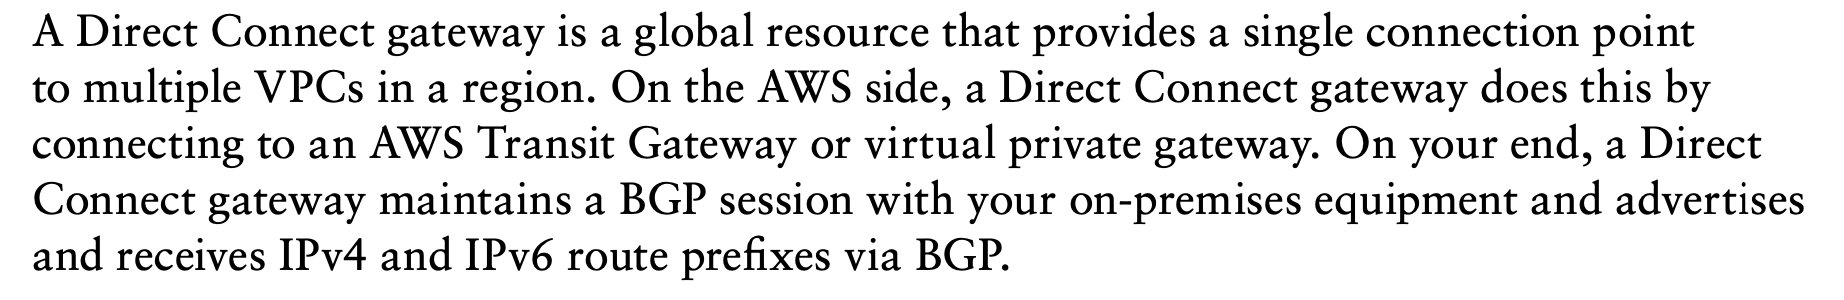 A Direct Connect gateway is a global resource that provides a single connection point
to multiple VPCs in a region. On the AWS side, a Direct Connect gateway does this by
connecting to an AWS Transit Gateway or virtual private gateway. On your end, a Direct
Connect gateway maintains a BGP session with your on-premises equipment and advertises
and receives IPv4 and IPv6 route prefixes via BGP.